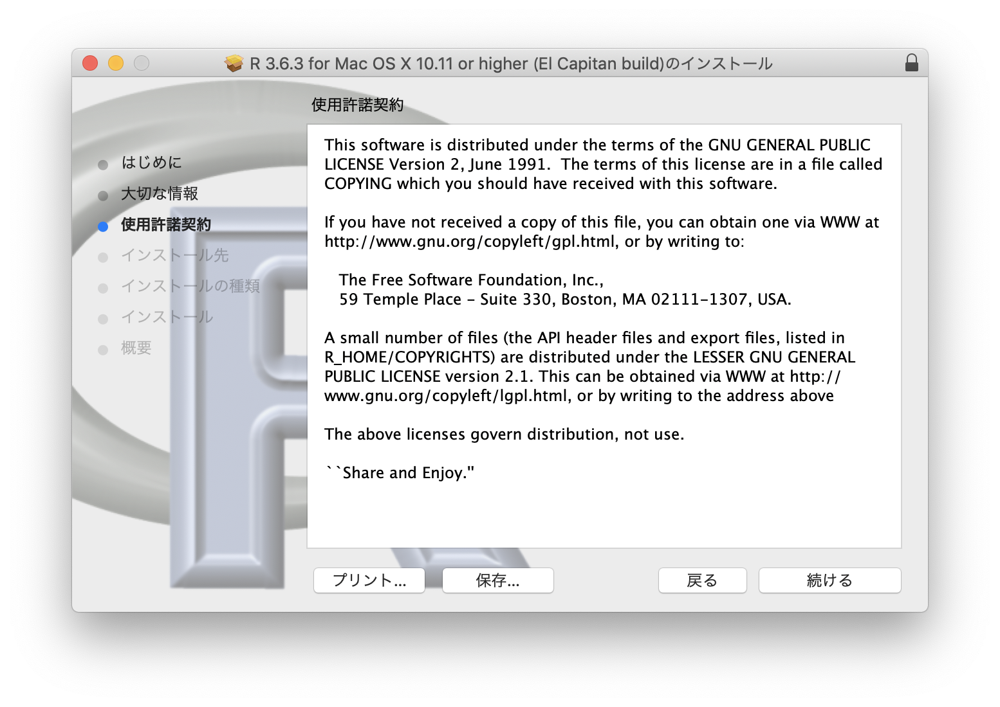 R 3.6.3 for Mac OS X 10.11 or higher (El Capitan build)のインストール
使用許諾契約
はじめに
大切な情報
使用許諾契約
インストール先
インストールの種類
インストール
概要
This software is distributed under the terms of the GNU GENERAL PUBLIC
LICENSE Version 2, June 1991.  The terms of this license are in a file called
COPYING which you should have received with this software.
If you have not received a copy of this file, you can obtain one via WWW at
http://www.gnu.org/copyleft/gpl.html, or by writing to:
The Free Software Foundation, Inc.,
59 Temple Place – Suite 330, Boston, MA 02111–1307, USA.
A small number of files (the API header files and export files, listed in
R_HOME/COPYRIGHTS) are distributed under the LESSER GNU GENERAL
PUBLIC LICENSE version 2.1. This can be obtained via WWW at http://
www.gnu.org/copyleft/lgpl.html, or by writing to the address above
The above licenses govern distribution, not use.
``Share and Enjoy."
プリント...
保存...
戻る
続ける